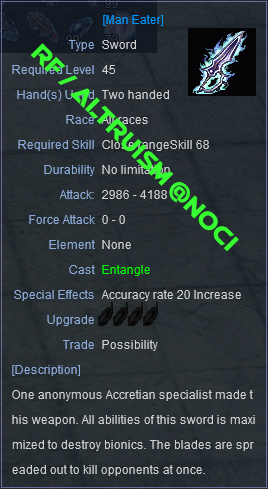 [Man Eater]
Type Sword
Required Level 45
Hand(s) Used Two handed
Race All races
Required Skill Close rangeSkill 68
Durability No limitation
Attack: 2986 - 4188
Force Attack 0 - 0
Element None
Cast Entangle
Special Effects Accuracy rate 20 Increase
Upgrade
Trade Possibility
[Description]
One anonymous Accretian specialist made t
his weapon. All abilities of this sword is maxi
mized to destroy bionics. The blades are spr
eaded out to kill opponents at once.
RF / ALTRUISM @NOCI